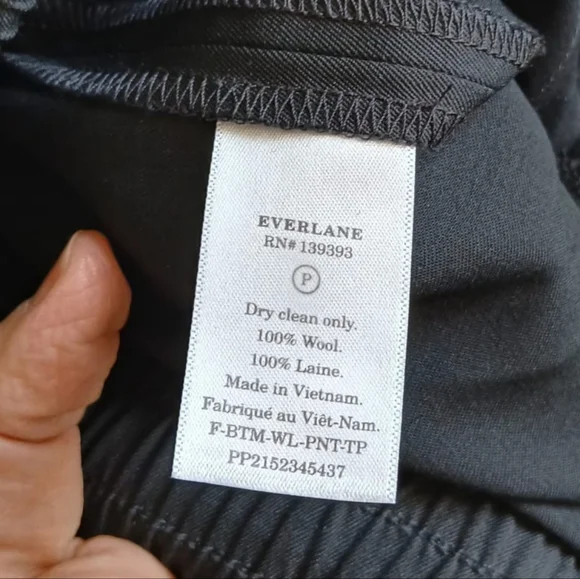 EVERLANE
RN# 139393
P
Dry clean only.
100% Wool.
100% Laine.
Made in Vietnam.
Fabriqué au Viêt-Nam.
F-BTM-WL-PNT-TP
PP2152345437